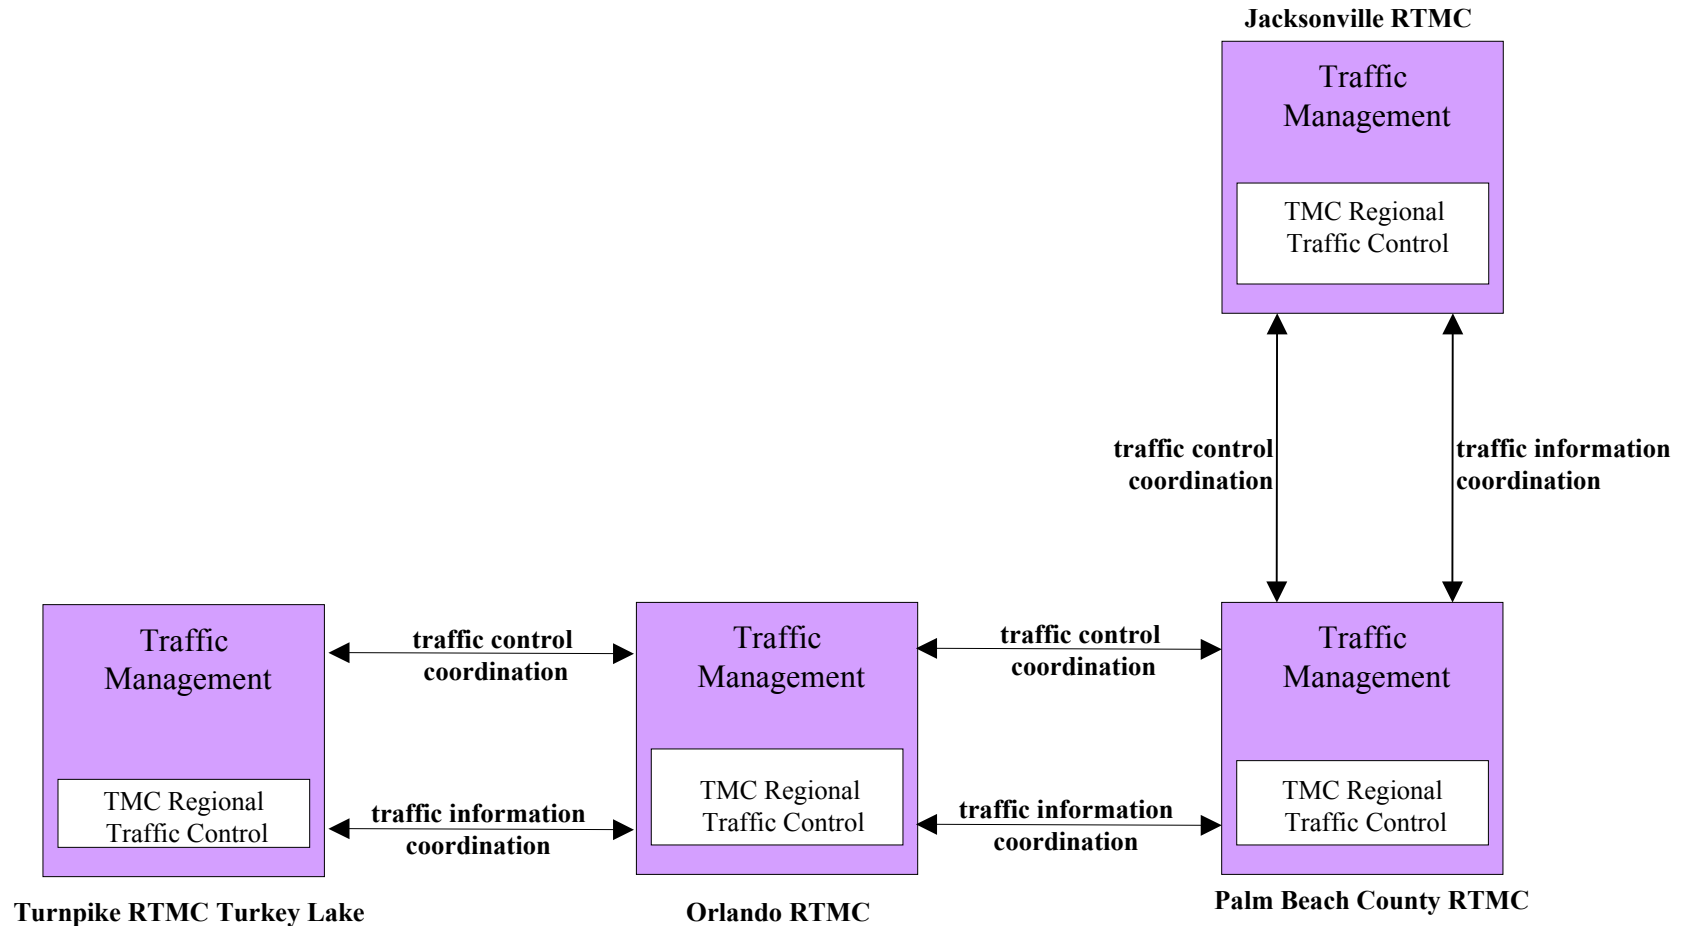 Jacksonville RTMC
Traffic
Management
TMC Regional
Traffic Control
traffic control
coordination
traffic information
coordination
Traffic
Management
TMC Regional
Traffic Control
Turnpike RTMC Turkey Lake
traffic control
coordination
traffic information
coordination
Traffic
Management
TMC Regional
Traffic Control
Orlando RTMC
traffic control
coordination
traffic information
coordination
Traffic
Management
TMC Regional
Traffic Control
Palm Beach County RTMC